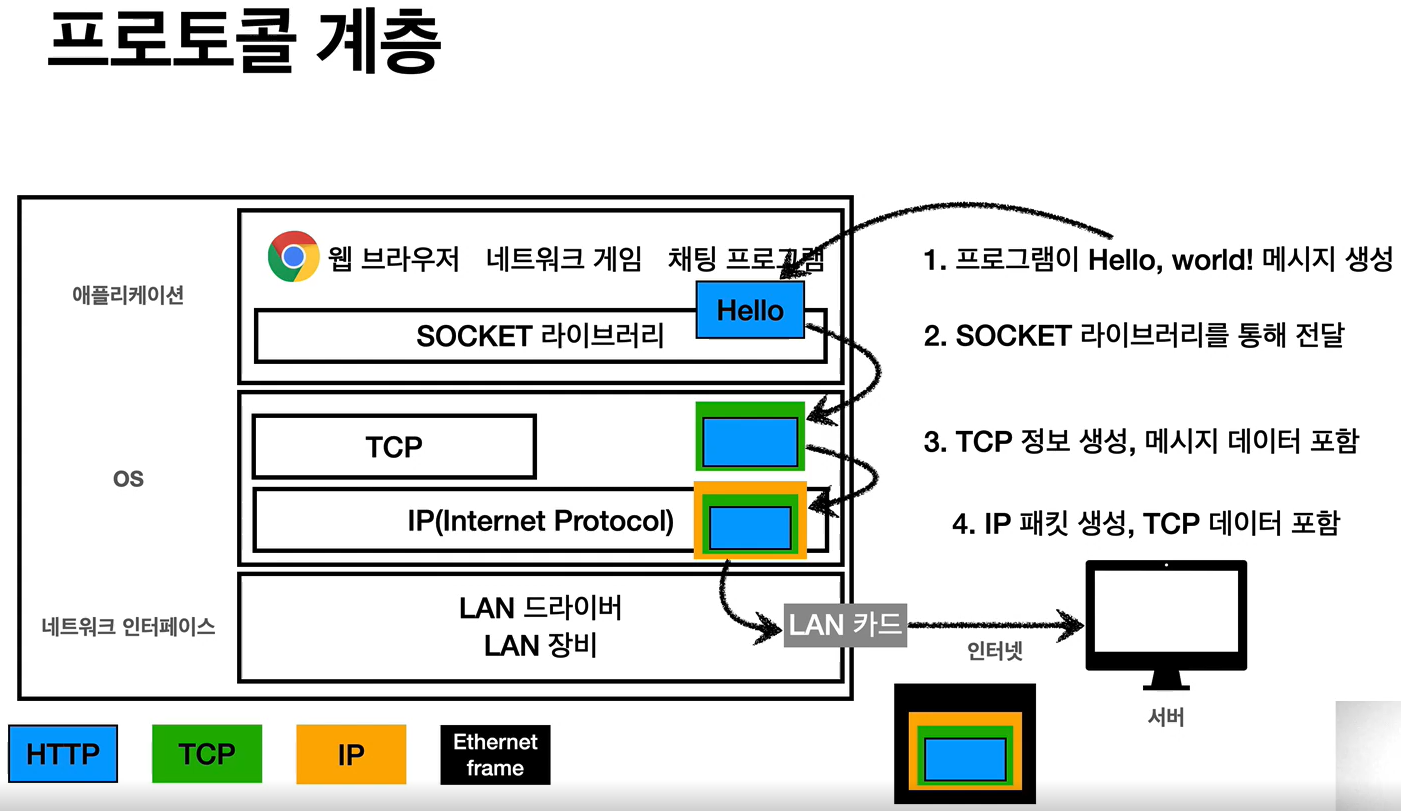 프로토콜 계층
애플리케이션
웹 브라우저 네트워크 게임 채팅 프로그램
Hello
SOCKET 라이브러리
1. 프로그램이 Hello, world! 메시지 생성
2. SOCKET 라이브러리를 통해 전달
OS
TCP
IP(Internet Protocol)
3. TCP 정보 생성, 메시지 데이터 포함
4. IP 패킷 생성, TCP 데이터 포함
네트워크 인터페이스
LAN 드라이버
LAN 장비
LAN 카드
인터넷
서버
HTTP
TCP
IP
Ethernet
frame